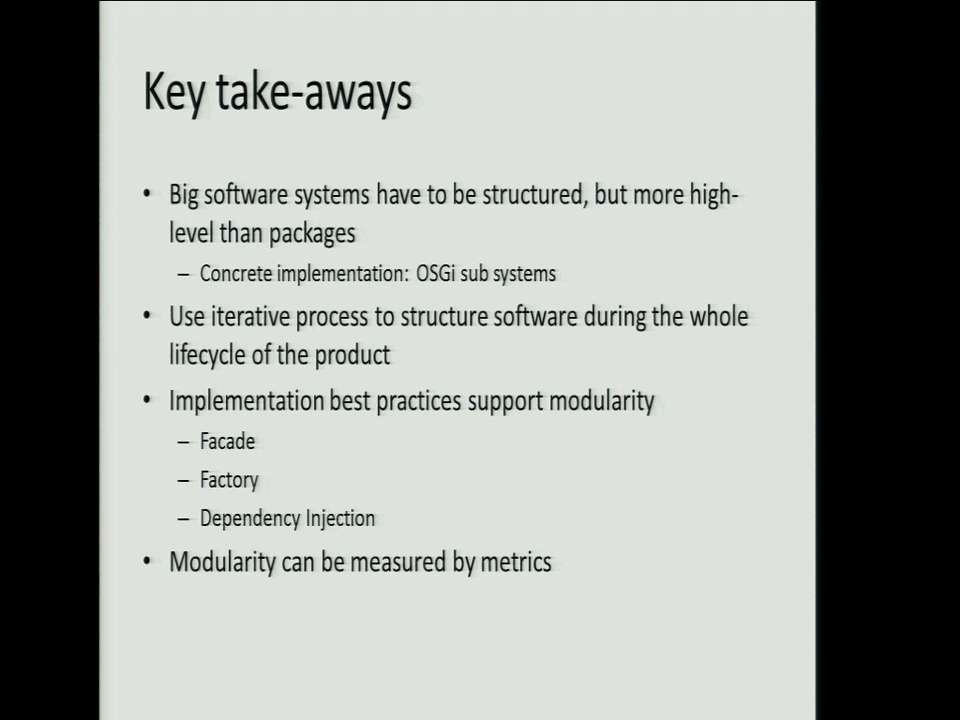 Key take-aways
• Big software systems have to be structured, but more high-
level than packages
– Concrete implementation: OSGi sub systems
• Use iterative process to structure software during the whole
lifecycle of the product
• Implementation best practices support modularity
– Facade
– Factory
– Dependency Injection
• Modularity can be measured by metrics